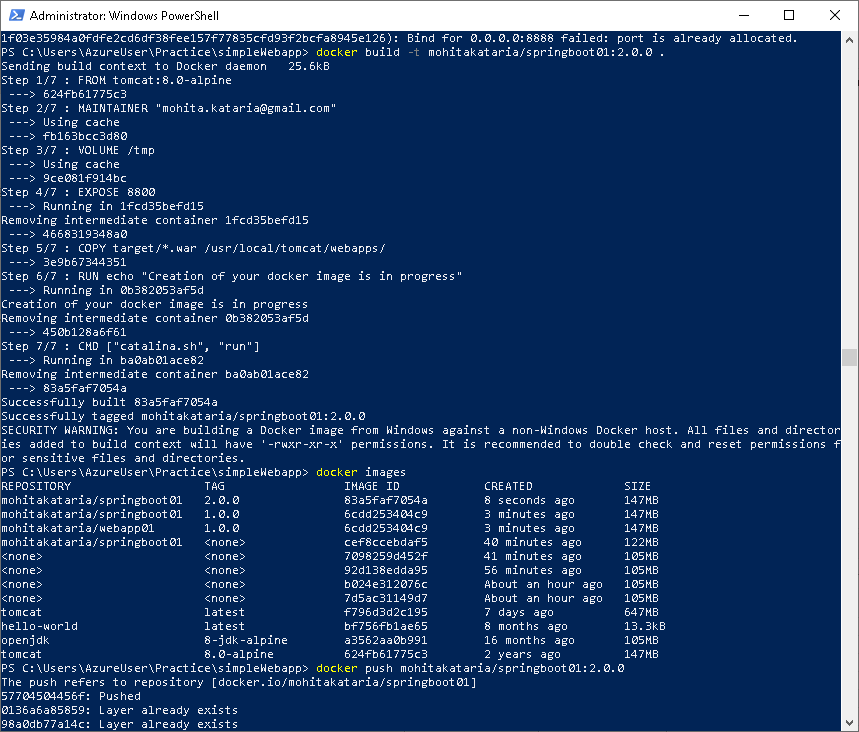 Administrator: Windows PowerShell
1f03e35984a0fdfe2cd6df38fee157f77835cfd93f2bcfa8945e126): Bind for 0.0.0.0:8888 failed: port is already allocated.
PS C:\Users\AzureUser\Practice\simpleWebapp> docker build -t mohitakataria/springboot01:2.0.0 .
Sending build context to Docker daemon   25.6kB
Step 1/7 : FROM tomcat:8.0-alpine
 ---> 624fb61775c3
Step 2/7 : MAINTAINER "mohita.kataria@gmail.com"
 ---> Using cache
 ---> fb163bcc3d80
Step 3/7 : VOLUME /tmp
 ---> Using cache
 ---> 9ce081f914bc
Step 4/7 : EXPOSE 8800
 ---> Running in 1fcd35befd15
Removing intermediate container 1fcd35befd15
 ---> 4668319348a0
Step 5/7 : COPY target/*.war /usr/local/tomcat/webapps/
 ---> 3e9b67344351
Step 6/7 : RUN echo "Creation of your docker image is in progress"
 ---> Running in 0b382053af5d
Creation of your docker image is in progress
Removing intermediate container 0b382053af5d
 ---> 450b128a6f61
Step 7/7 : CMD ["catalina.sh", "run"]
 ---> Running in ba0ab01ace82
Removing intermediate container ba0ab01ace82
 ---> 83a5faf7054a
Successfully built 83a5faf7054a
Successfully tagged mohitakataria/springboot01:2.0.0
SECURITY WARNING: You are building a Docker image from Windows against a non-Windows Docker host. All files and director
ies added to build context will have '-rwxr-xr-x' permissions. It is recommended to double check and reset permissions f
or sensitive files and directories.
PS C:\Users\AzureUser\Practice\simpleWebapp> docker images
REPOSITORY                   TAG                 IMAGE ID            CREATED             SIZE
mohitakataria/springboot01   2.0.0               83a5faf7054a        8 seconds ago       147MB
mohitakataria/springboot01   1.0.0               6cdd253404c9        3 minutes ago       147MB
mohitakataria/webapp01       1.0.0               6cdd253404c9        3 minutes ago       147MB
mohitakataria/springboot01   <none>              cef8ccebdaf5        40 minutes ago      122MB
<none>                       <none>              7098259d452f        41 minutes ago      105MB
<none>                       <none>              92d138edda95        56 minutes ago      105MB
<none>                       <none>              b024e312076c        About an hour ago   105MB
<none>                       <none>              7d5ac31149d7        About an hour ago   105MB
tomcat                       latest              f796d3d2c195        7 days ago          647MB
hello-world                  latest              bf756fb1ae65        8 months ago        13.3kB
openjdk                      8-jdk-alpine        a3562aa0b991        16 months ago       105MB
tomcat                       8.0-alpine          624fb61775c3        2 years ago         147MB
PS C:\Users\AzureUser\Practice\simpleWebapp> docker push mohitakataria/springboot01:2.0.0
The push refers to repository [docker.io/mohitakataria/springboot01]
57704504456f: Pushed
0136a6a85859: Layer already exists
98a0db77a14c: Layer already exists